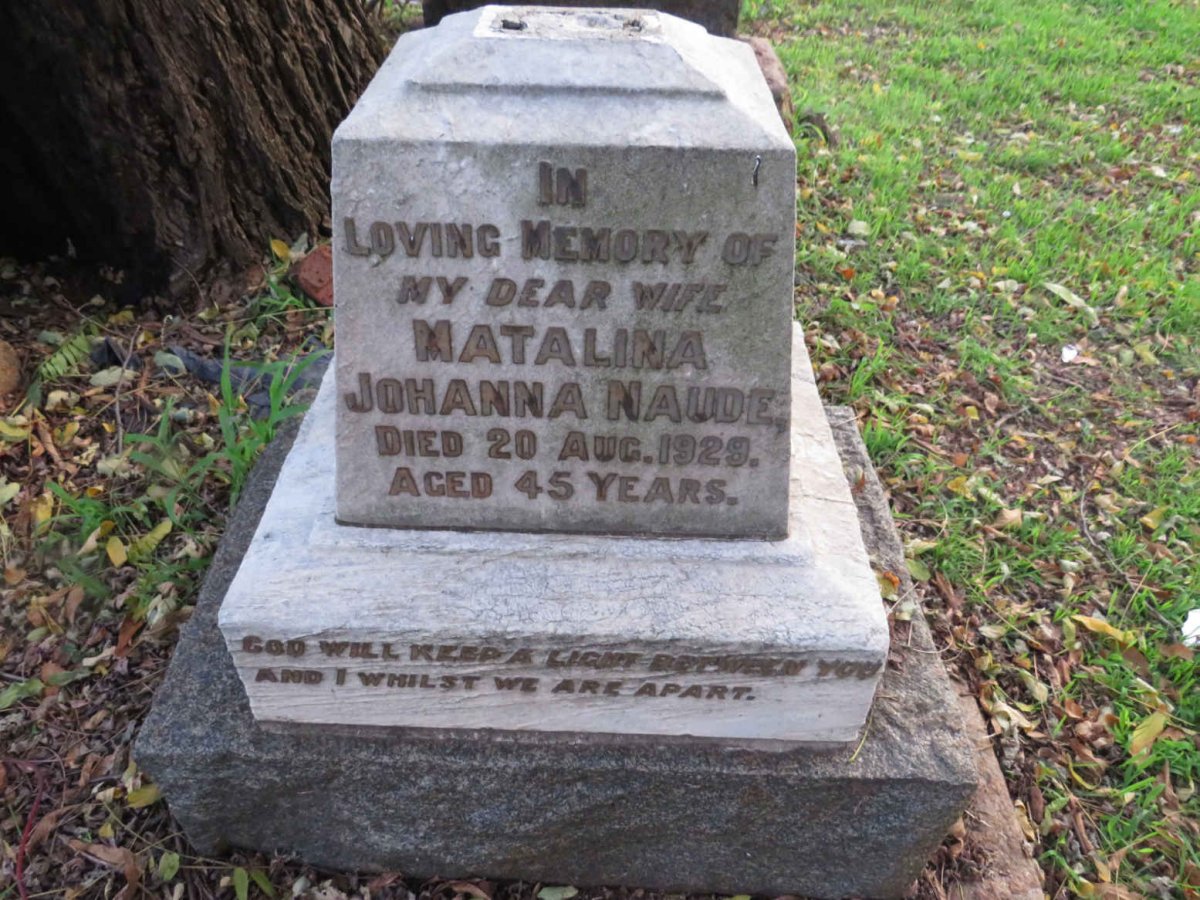 IN
LOVING MEMORY OF
MY DEAR WIFE
MATALINA
JOHANNA NAUDE,
DIED 20 AUG. 1929.
AGED 45 YEARS.
GOD WILL KEEP A LIGHT BETWEEN YOU
AND I WHILST WE ARE APART.